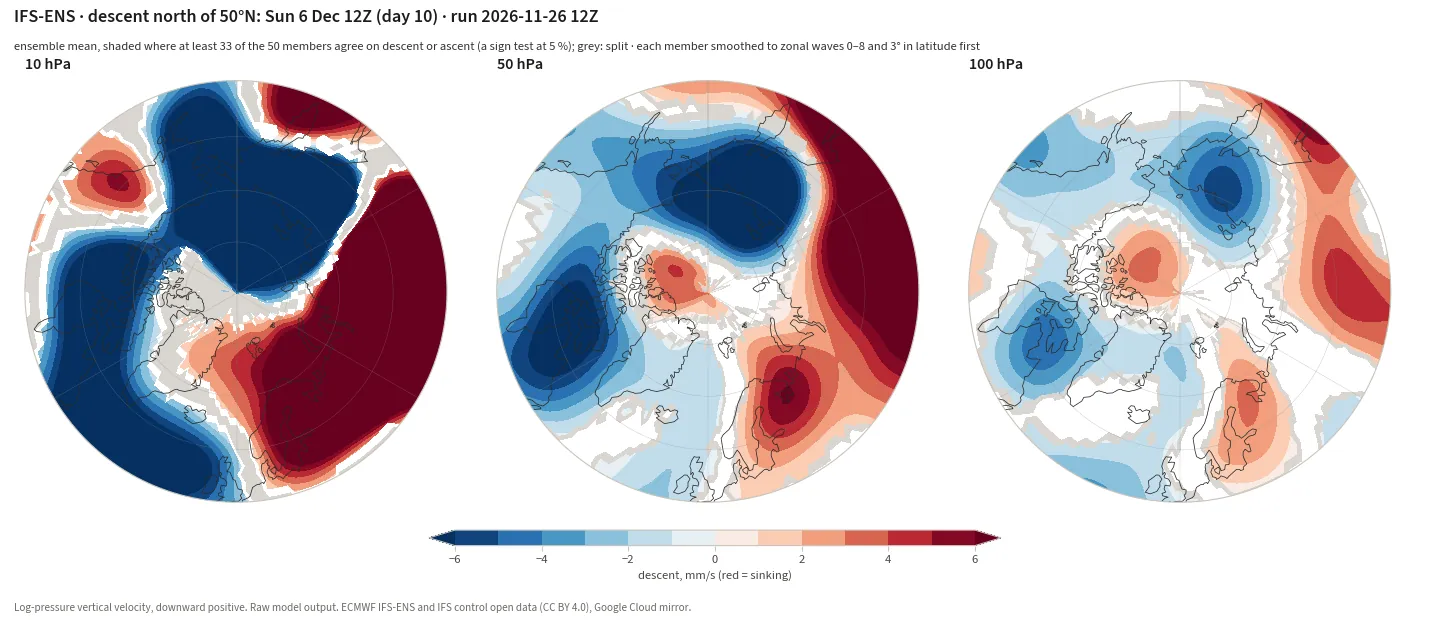 IFS-ENS · descent north of 50°N: Sun 6 Dec 12Z (day 10) · run 2026-11-26 12Z
ensemble mean, shaded where at least 33 of the 50 members agree on descent or ascent (a sign test at 5 %); grey: split · each member smoothed to zonal waves 0–8 and 3° in latitude first
10 hPa
50 hPa
100 hPa
−6 −4 −2 0 2 4 6
descent, mm/s (red = sinking)
Log-pressure vertical velocity, downward positive. Raw model output. ECMWF IFS-ENS and IFS control open data (CC BY 4.0), Google Cloud mirror.